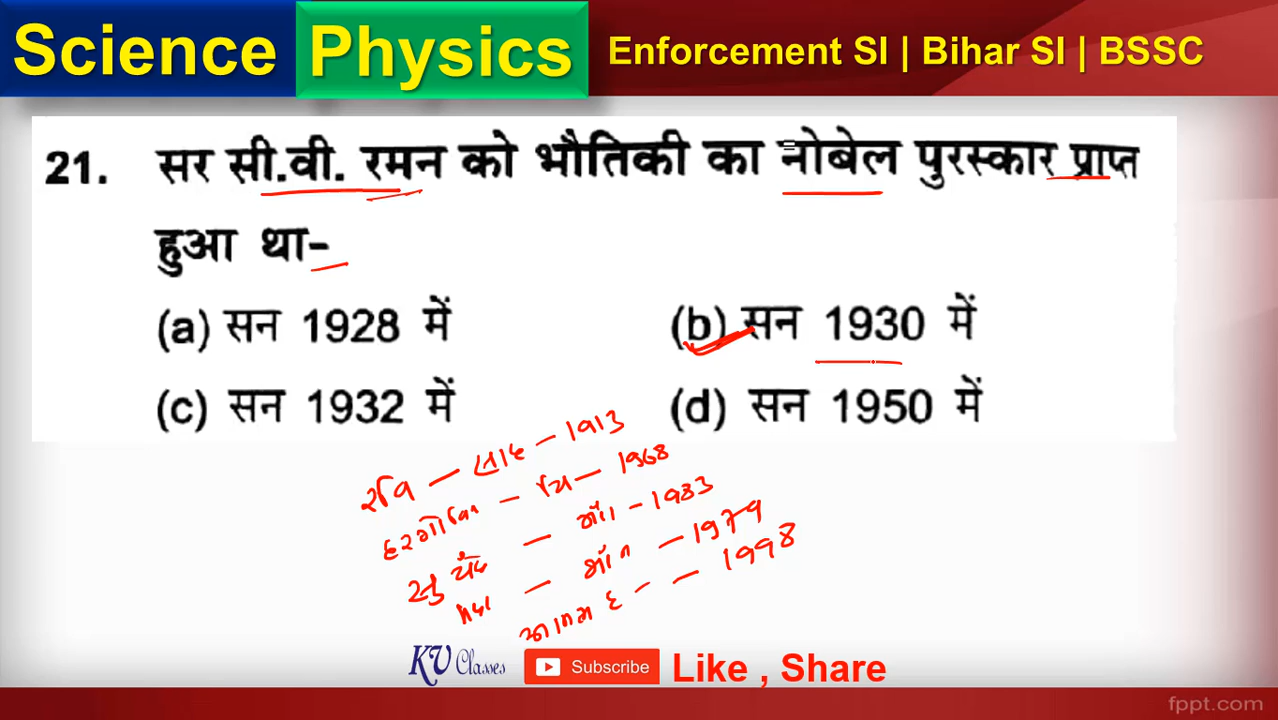 Science Physics Enforcement SI | Bihar SI | BSSC
21. सर सी.वी. रमन को भौतिकी का नोबेल पुरस्कार प्राप्त
हुआ था-
(a) सन 1928 में (b) सन 1930 में
(c) सन 1932 में (d) सन 1950 में
– 1913
– 1968
– 1983
– 1979
– 1998
KV Classes Subscribe Like , Share
fppt.com